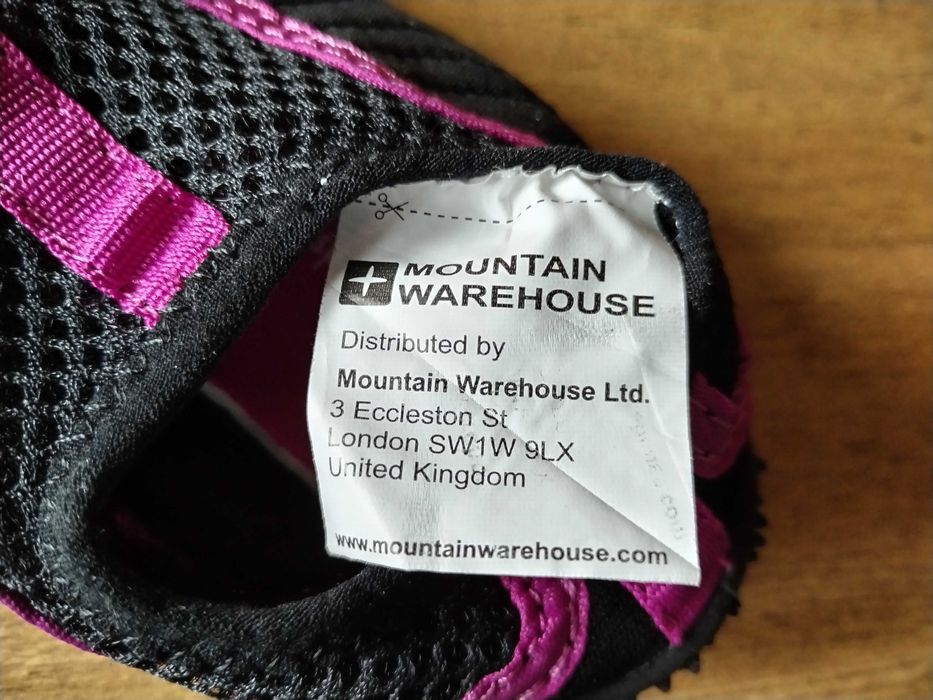 MOUNTAIN
WAREHOUSE
Distributed by
Mountain Warehouse Ltd.
3 Eccleston St
London SW1W 9LX
United Kingdom
www.mountainwarehouse.com